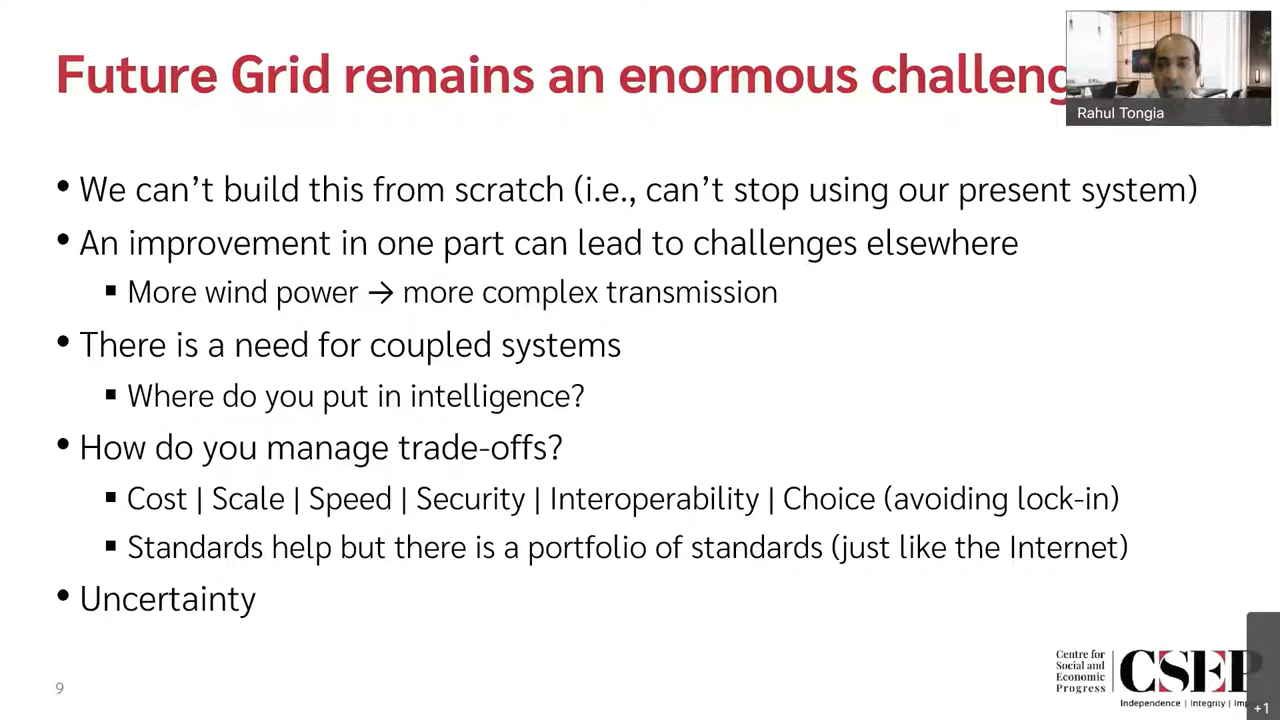 Future Grid remains an enormous challeng
Rahul Tongia
• We can’t build this from scratch (i.e., can’t stop using our present system)
• An improvement in one part can lead to challenges elsewhere
▪ More wind power → more complex transmission
• There is a need for coupled systems
▪ Where do you put in intelligence?
• How do you manage trade-offs?
▪ Cost | Scale | Speed | Security | Interoperability | Choice (avoiding lock-in)
▪ Standards help but there is a portfolio of standards (just like the Internet)
• Uncertainty
9
Centre for
Social and
Economic
Progress
CSEP
Independence | Integrity | Im
+1